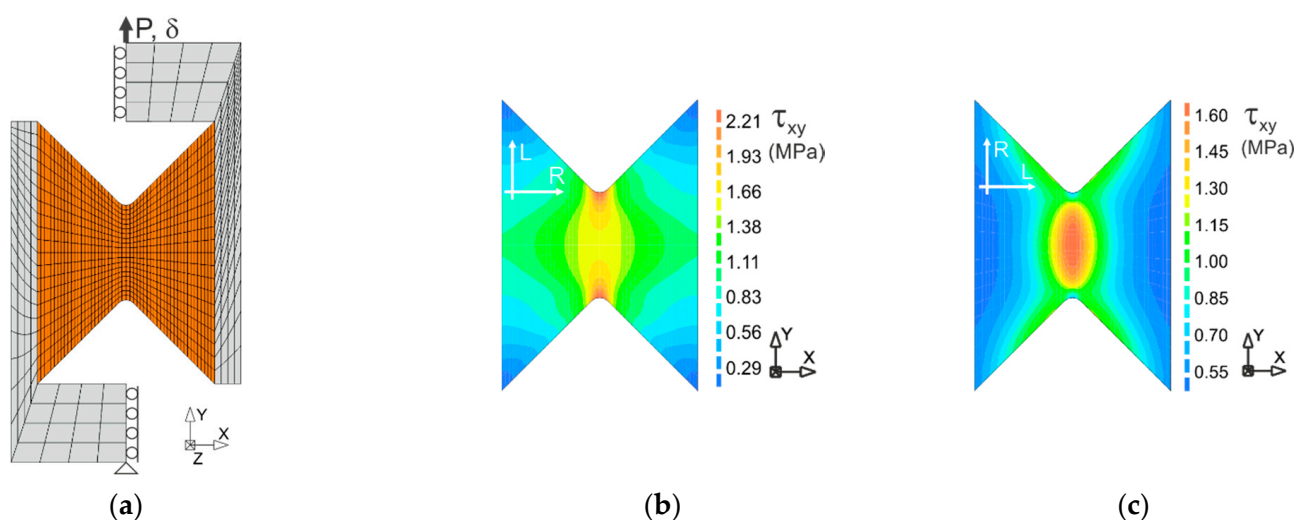 P, δ
Y
X
Z
(a)
L
R
2.21
1.93
1.66
1.38
1.11
0.83
0.56
0.29
τxy
(MPa)
Y
X
(b)
R
L
1.60
1.45
1.30
1.15
1.00
0.85
0.70
0.55
τxy
(MPa)
Y
X
(c)